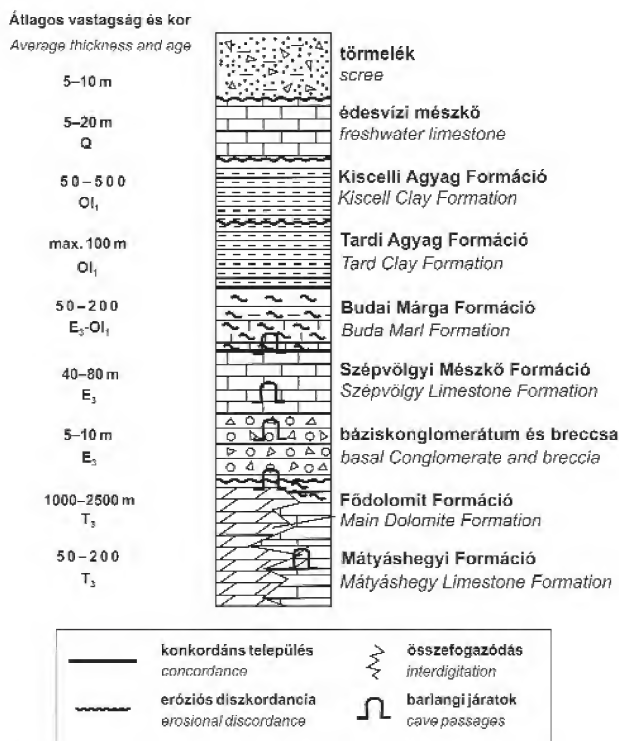 Átlagos vastagság és kor
Average thickness and age
5–10 m
törmelék
scree
5–20 m
Q
édesvízi mészkő
freshwater limestone
50–500
Ol₁
Kiscelli Agyag Formáció
Kiscell Clay Formation
max. 100 m
Ol₁
Tardi Agyag Formáció
Tard Clay Formation
50–200
E₃-Ol₁
Budai Márga Formáció
Buda Marl Formation
40–80 m
E₃
Szépvölgyi Mészkő Formáció
Szépvölgy Limestone Formation
5–10 m
E₃
báziskonglomerátum és breccsa
basal Conglomerate and breccia
1000–2500 m
T₃
Fődolomit Formáció
Main Dolomite Formation
50–200
T₃
Mátyáshegyi Formáció
Mátyáshegy Limestone Formation
konkordáns település
concordance
összefogazódás
interdigitation
eróziós diszkordancia
erosional discordance
barlangi járatok
cave passages